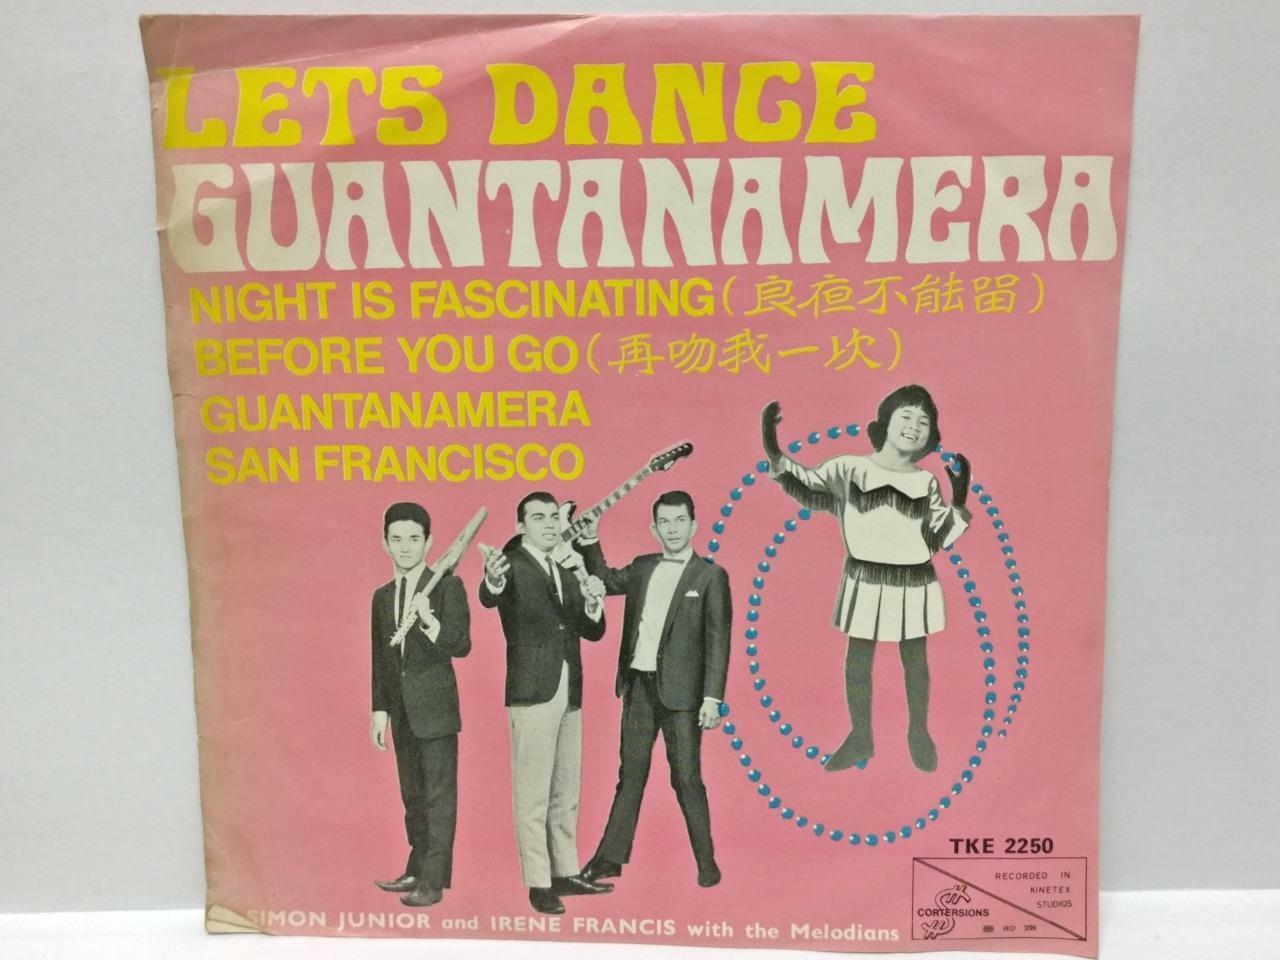 LETS DANCE
GUANTANAMERA
NIGHT IS FASCINATING (良夜不能留)
BEFORE YOU GO (再吻我一次)
GUANTANAMERA
SAN FRANCISCO
TKE 2250
RECORDED IN
KINETEX
STUDIOS
CORTERSIONS
SIMON JUNIOR and IRENE FRANCIS with the Melodians